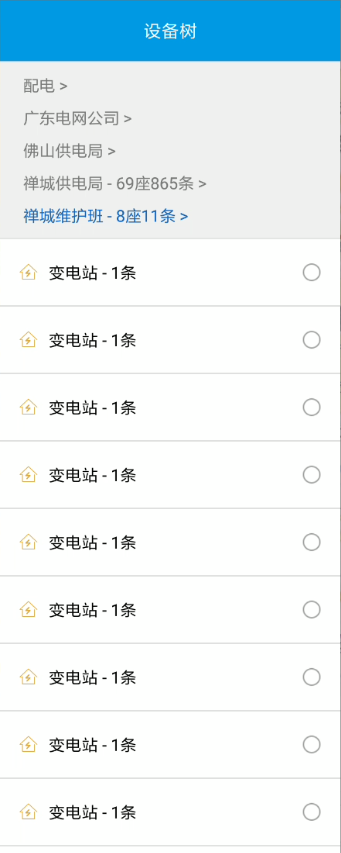 设备树
配电 >
广东电网公司 >
佛山供电局 >
禅城供电局 - 69座865条 >
禅城维护班 - 8座11条 >
变电站 - 1条
变电站 - 1条
变电站 - 1条
变电站 - 1条
变电站 - 1条
变电站 - 1条
变电站 - 1条
变电站 - 1条
变电站 - 1条